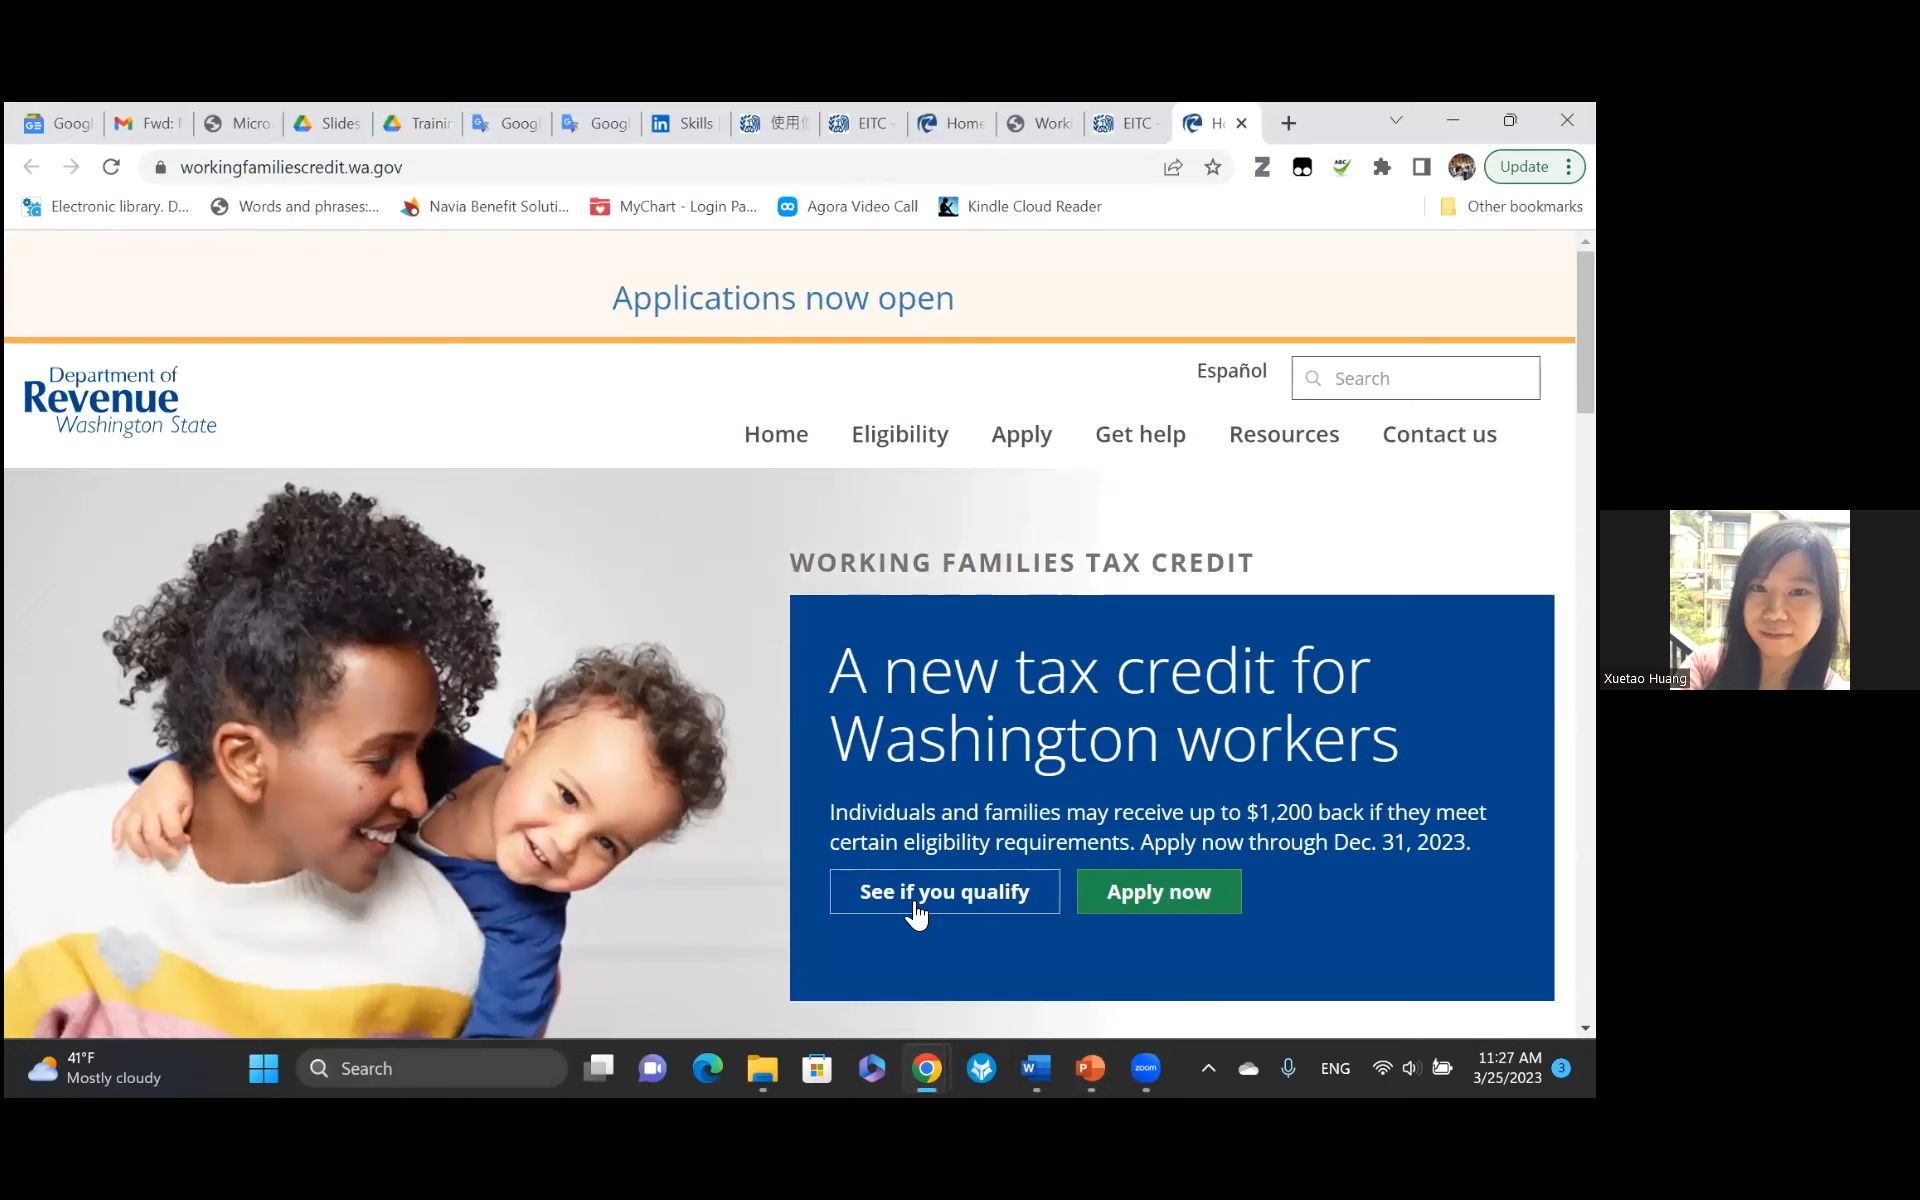 Googl
Fwd:
Micro
Slides
Trainin
Googl
Googl
in Skills
使用
EITC -
Home
Worki
EITC -
workingfamiliescredit.wa.gov
Update
Electronic library. D...
Words and phrases:...
Navia Benefit Soluti...
MyChart - Login Pa...
Agora Video Call
Kindle Cloud Reader
Other bookmarks
Applications now open
Department of
Revenue
Washington State
Español
Search
Home
Eligibility
Apply
Get help
Resources
Contact us
WORKING FAMILIES TAX CREDIT
A new tax credit for
Washington workers
Individuals and families may receive up to $1,200 back if they meet
certain eligibility requirements. Apply now through Dec. 31, 2023.
See if you qualify
Apply now
Xuetao Huang
41°F
Mostly cloudy
Search
zoom
ENG
11:27 AM
3/25/2023
3